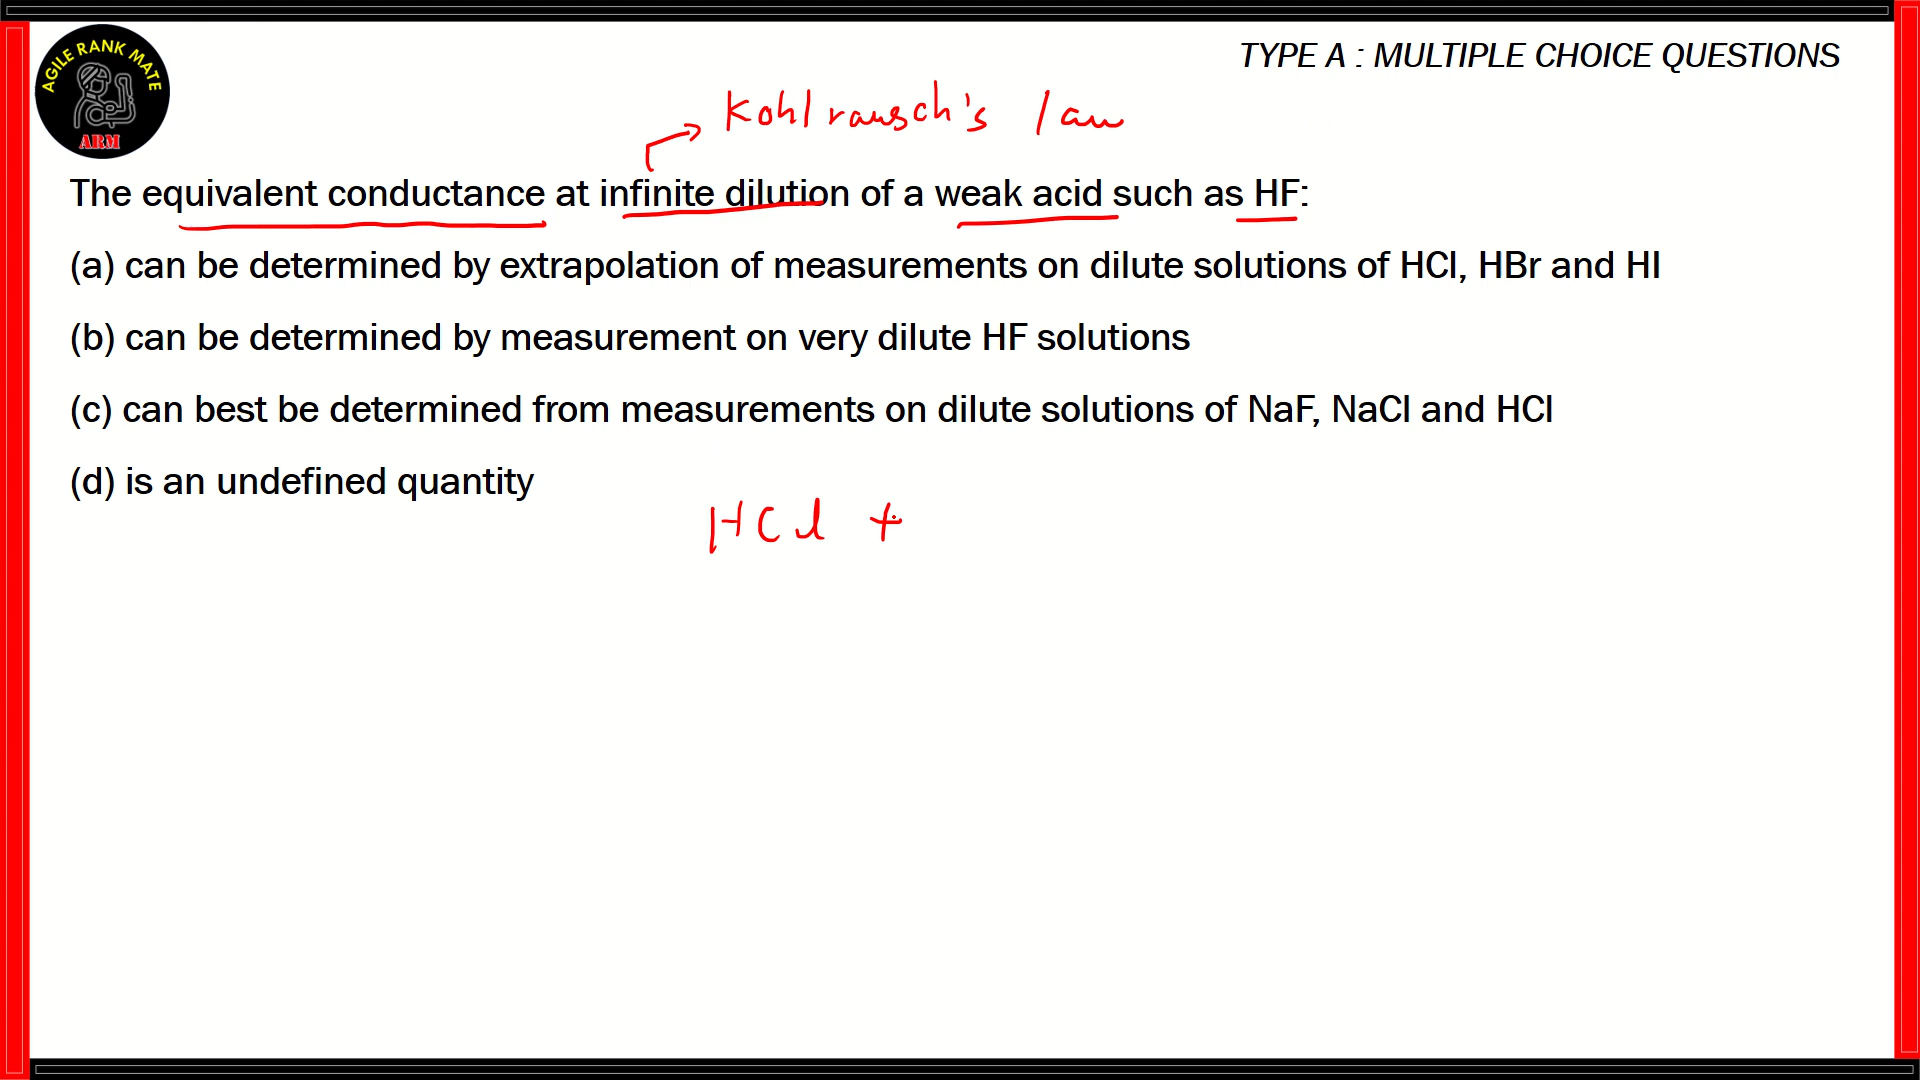 AGILE RANK MATE
ARM
TYPE A : MULTIPLE CHOICE QUESTIONS
Kohlrausch's law
The equivalent conductance at infinite dilution of a weak acid such as HF:
(a) can be determined by extrapolation of measurements on dilute solutions of HCl, HBr and HI
(b) can be determined by measurement on very dilute HF solutions
(c) can best be determined from measurements on dilute solutions of NaF, NaCl and HCl
(d) is an undefined quantity
HCl +